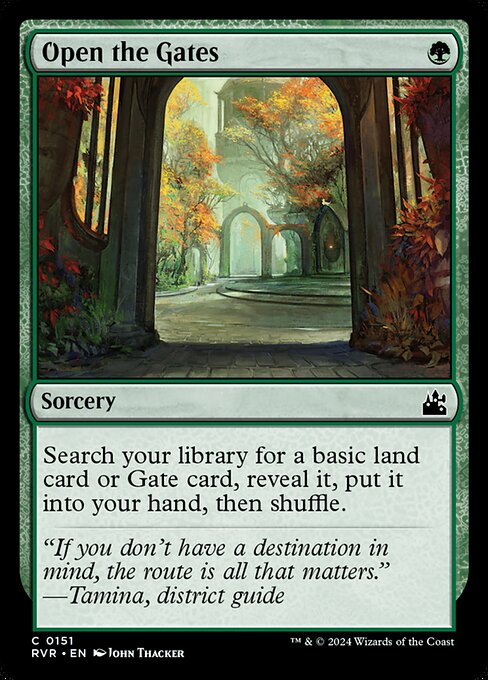 Open the Gates
Sorcery
Search your library for a basic land
card or Gate card, reveal it, put it
into your hand, then shuffle.
“If you don’t have a destination in
mind, the route is all that matters.”
—Tamina, district guide
C 0151
RVR • EN John Thacker
™ & © 2024 Wizards of the Coast